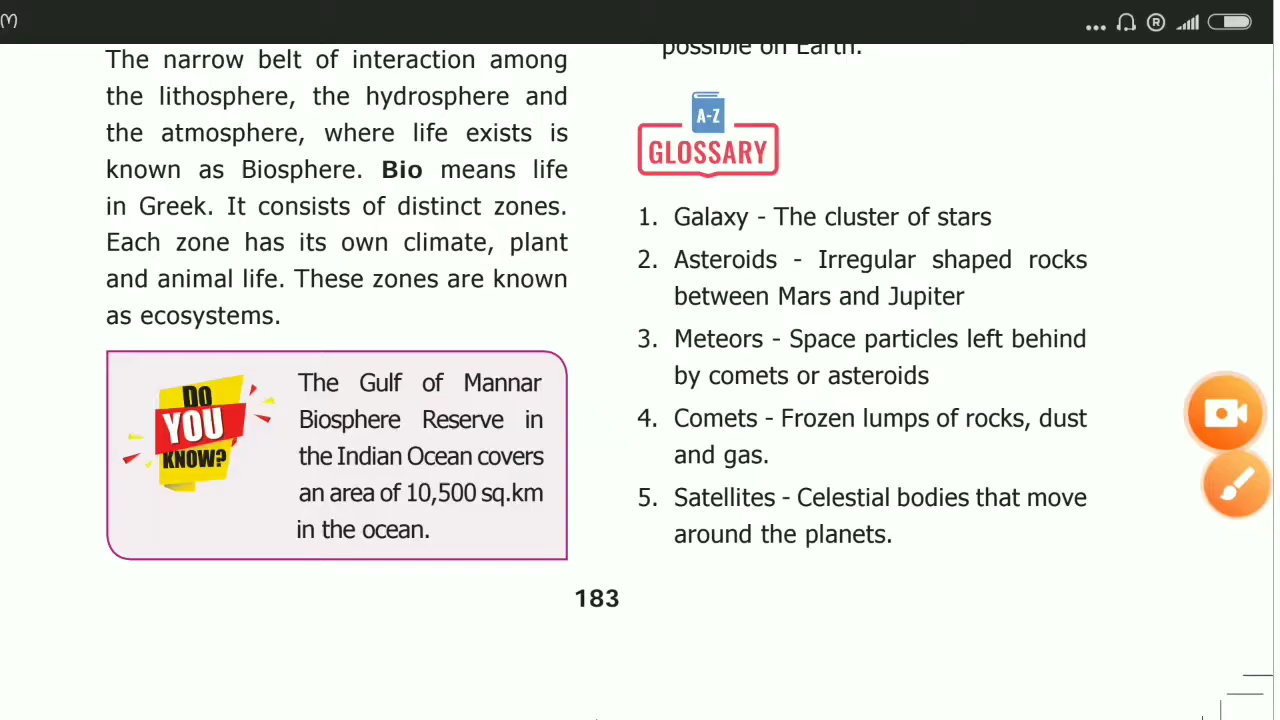 The narrow belt of interaction among
the lithosphere, the hydrosphere and
the atmosphere, where life exists is
known as Biosphere. Bio means life
in Greek. It consists of distinct zones.
Each zone has its own climate, plant
and animal life. These zones are known
as ecosystems.
DO
YOU
KNOW?
The Gulf of Mannar
Biosphere Reserve in
the Indian Ocean covers
an area of 10,500 sq.km
in the ocean.
possible on Earth.
A-Z
GLOSSARY
1. Galaxy - The cluster of stars
2. Asteroids - Irregular shaped rocks
between Mars and Jupiter
3. Meteors - Space particles left behind
by comets or asteroids
4. Comets - Frozen lumps of rocks, dust
and gas.
5. Satellites - Celestial bodies that move
around the planets.
183